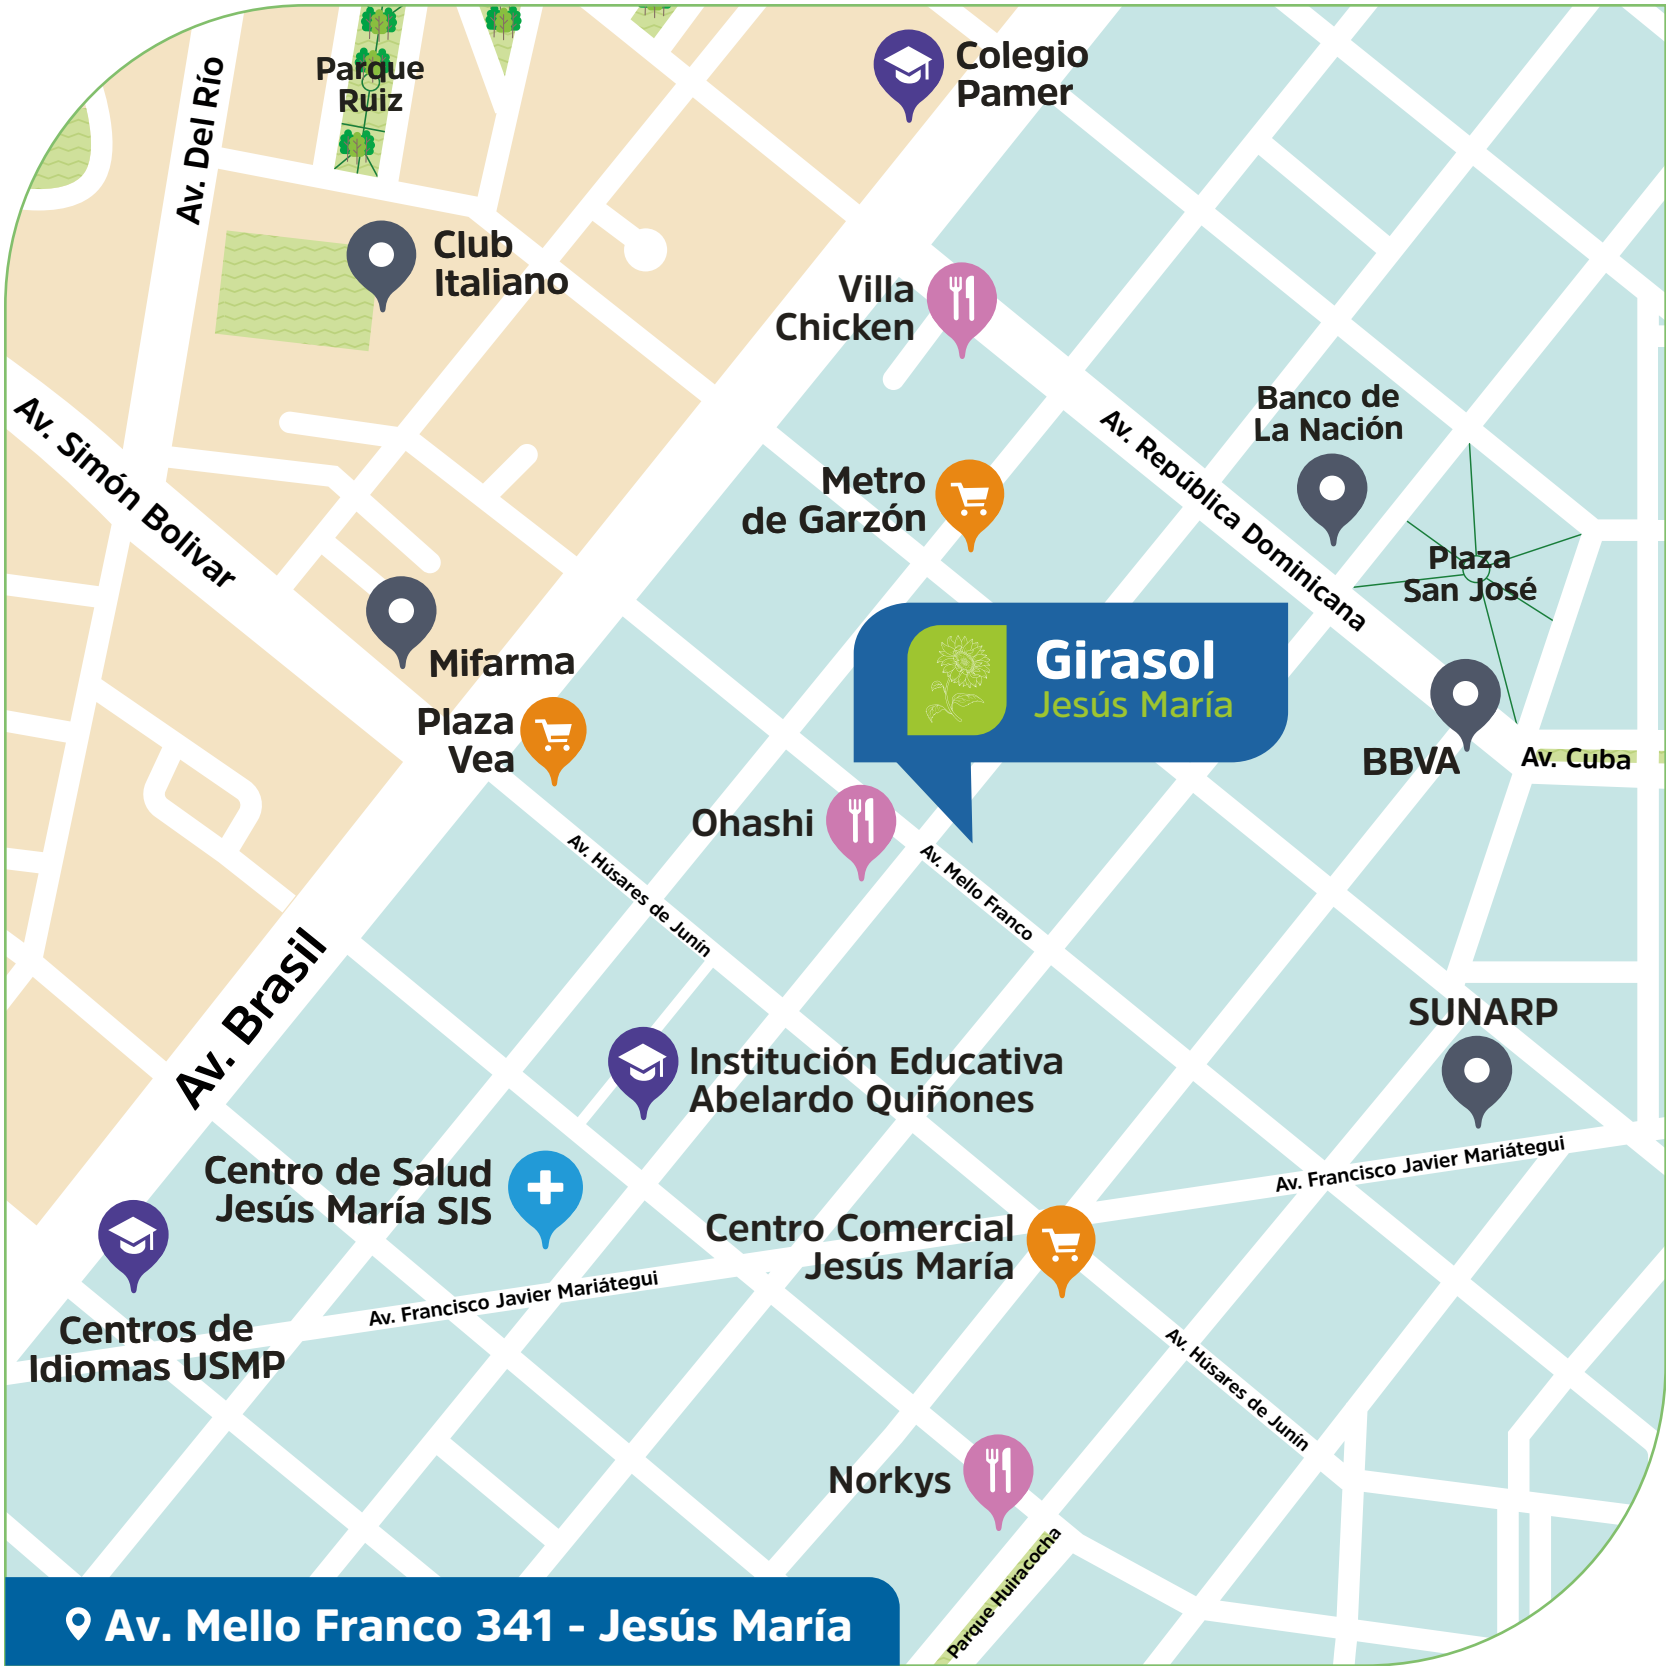 Colegio
Pamer
Parque
Ruiz
Av. Del Río
Club
Italiano
Villa
Chicken
Av. Simón Bolivar
Banco de
La Nación
Av. República Dominicana
Metro
de Garzón
Plaza
San José
Mifarma
Girasol
Jesús María
Plaza
Vea
BBVA
Av. Cuba
Ohashi
Av. Húsares de Junín
Av. Mello Franco
Av. Brasil
SUNARP
Institución Educativa
Abelardo Quiñones
Av. Francisco Javier Mariátegui
Centro de Salud
Jesús María SIS
Centro Comercial
Jesús María
Av. Francisco Javier Mariátegui
Centros de
Idiomas USMP
Av. Húsares de Junín
Norkys
Parque Huiracocha
Av. Mello Franco 341 - Jesús María